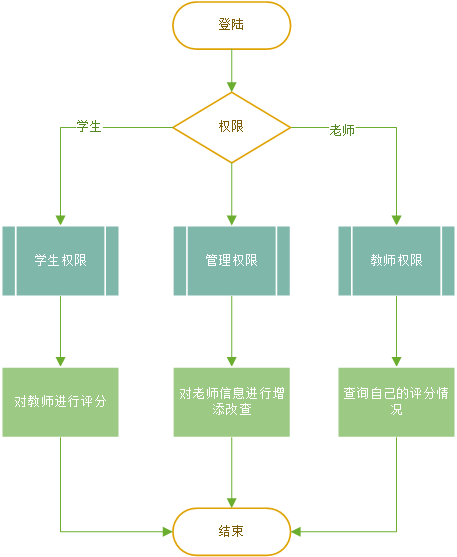 登陆
权限
学生
老师
学生权限
管理权限
教师权限
对教师进行评分
对老师信息进行增
添改查
查询自己的评分情
况
结束